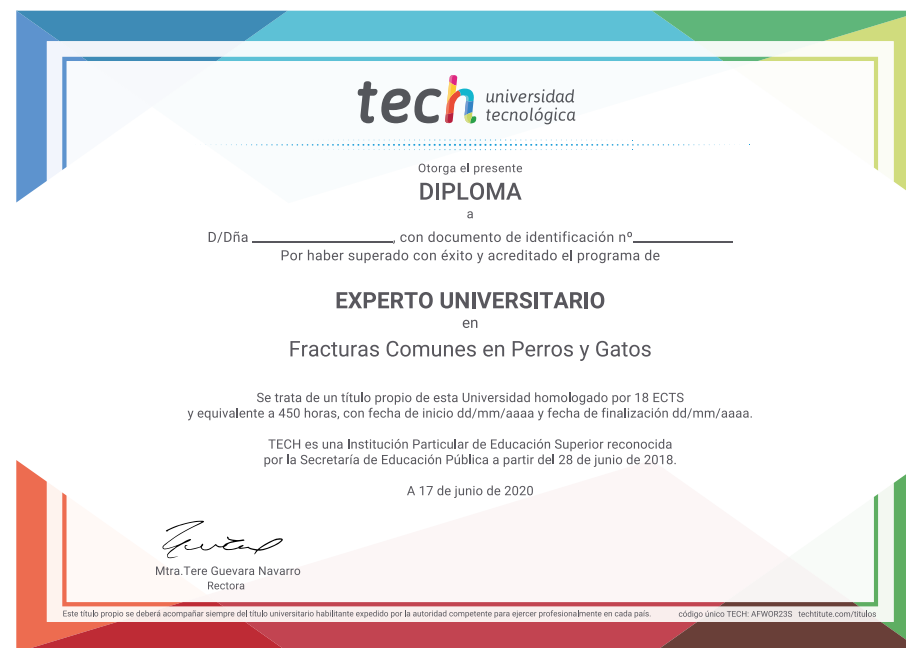 tech universidad
tecnológica
Otorga el presente
DIPLOMA
a
D/Dña ______________, con documento de identificación nº__________
Por haber superado con éxito y acreditado el programa de
EXPERTO UNIVERSITARIO
en
Fracturas Comunes en Perros y Gatos
Se trata de un título propio de esta Universidad homologado por 18 ECTS
y equivalente a 450 horas, con fecha de inicio dd/mm/aaaa y fecha de finalización dd/mm/aaaa.
TECH es una Institución Particular de Educación Superior reconocida
por la Secretaría de Educación Pública a partir del 28 de junio de 2018.
A 17 de junio de 2020
Mtra.Tere Guevara Navarro
Rectora
Este título propio se deberá acompañar siempre del título universitario habilitante expedido por la autoridad competente para ejercer profesionalmente en cada país. código único TECH: AFWOR23S techtitute.com/titulos